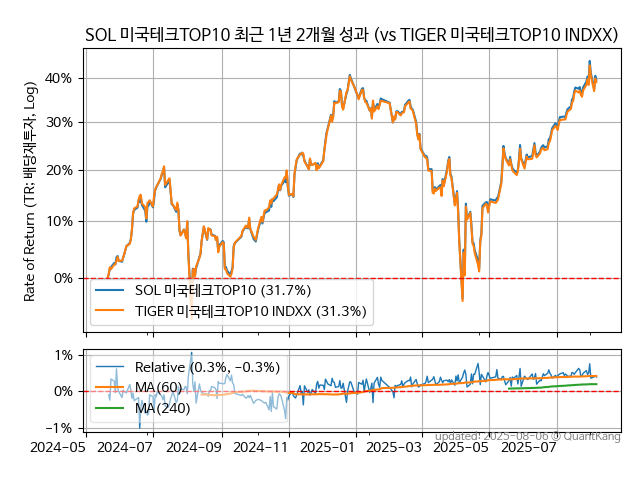 SOL 미국테크TOP10 최근 1년 2개월 성과 (vs TIGER 미국테크TOP10 INDXX)
Rate of Return (TR: 배당재투자, Log)
40%
30%
20%
10%
0%
SOL 미국테크TOP10 (31.7%)
TIGER 미국테크TOP10 INDXX (31.3%)
1%
0%
−1%
Relative (0.3%, -0.3%)
MA(60)
MA(240)
2024-05 2024-07 2024-09 2024-11 2025-01 2025-03 2025-05 2025-07
updated: 2025-08-06 © QuantKang